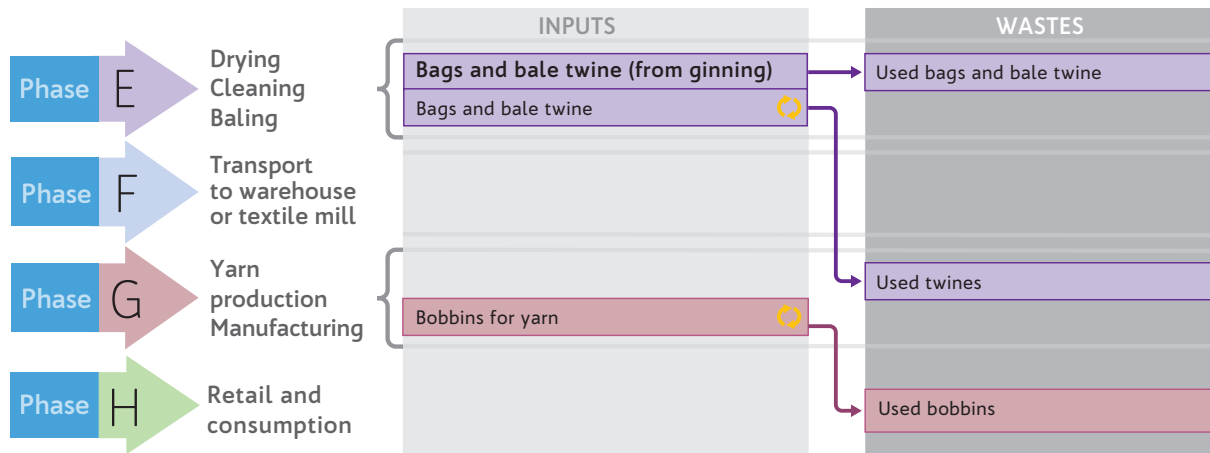 INPUTS
WASTES
Phase E
Drying
Cleaning
Baling
Bags and bale twine (from ginning)
Used bags and bale twine
Bags and bale twine
Phase F
Transport
to warehouse
or textile mill
Phase G
Yarn
production
Manufacturing
Used twines
Bobbins for yarn
Phase H
Retail and
consumption
Used bobbins